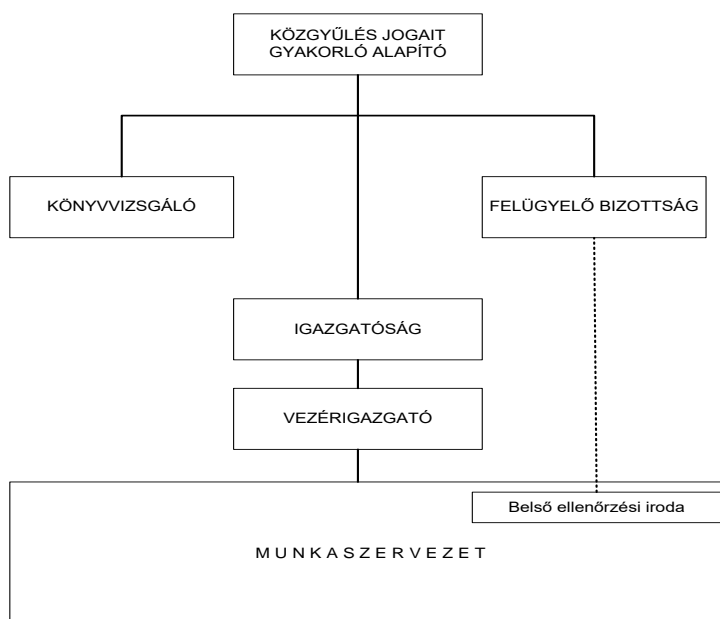 KÖZGYŰLÉS JOGAIT
GYAKORLÓ ALAPÍTÓ
KÖNYVVIZSGÁLÓ
FELÜGYELŐ BIZOTTSÁG
IGAZGATÓSÁG
VEZÉRIGAZGATÓ
Belső ellenőrzési iroda
M U N K A S Z E R V E Z E T